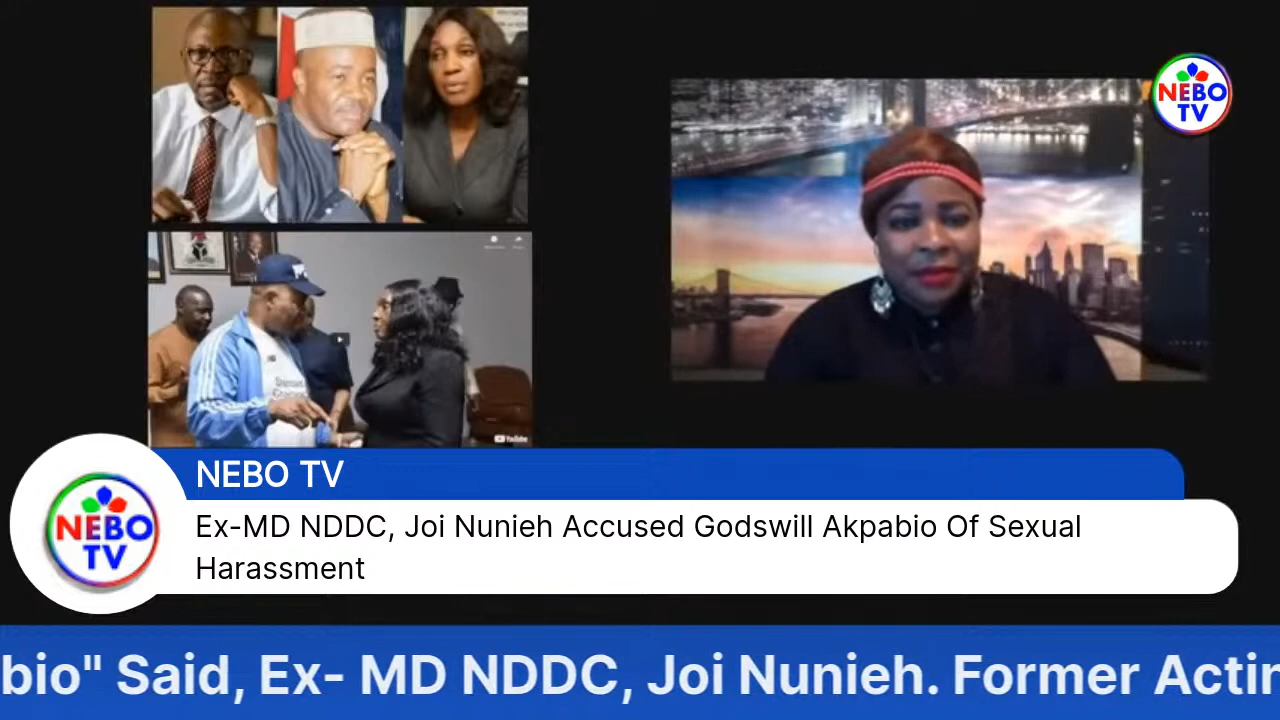 NEBO
TV
YouTube
NEBO TV
NEBO
TV
Ex-MD NDDC, Joi Nunieh Accused Godswill Akpabio Of Sexual
Harassment
bio" Said, Ex- MD NDDC, Joi Nunieh. Former Actin